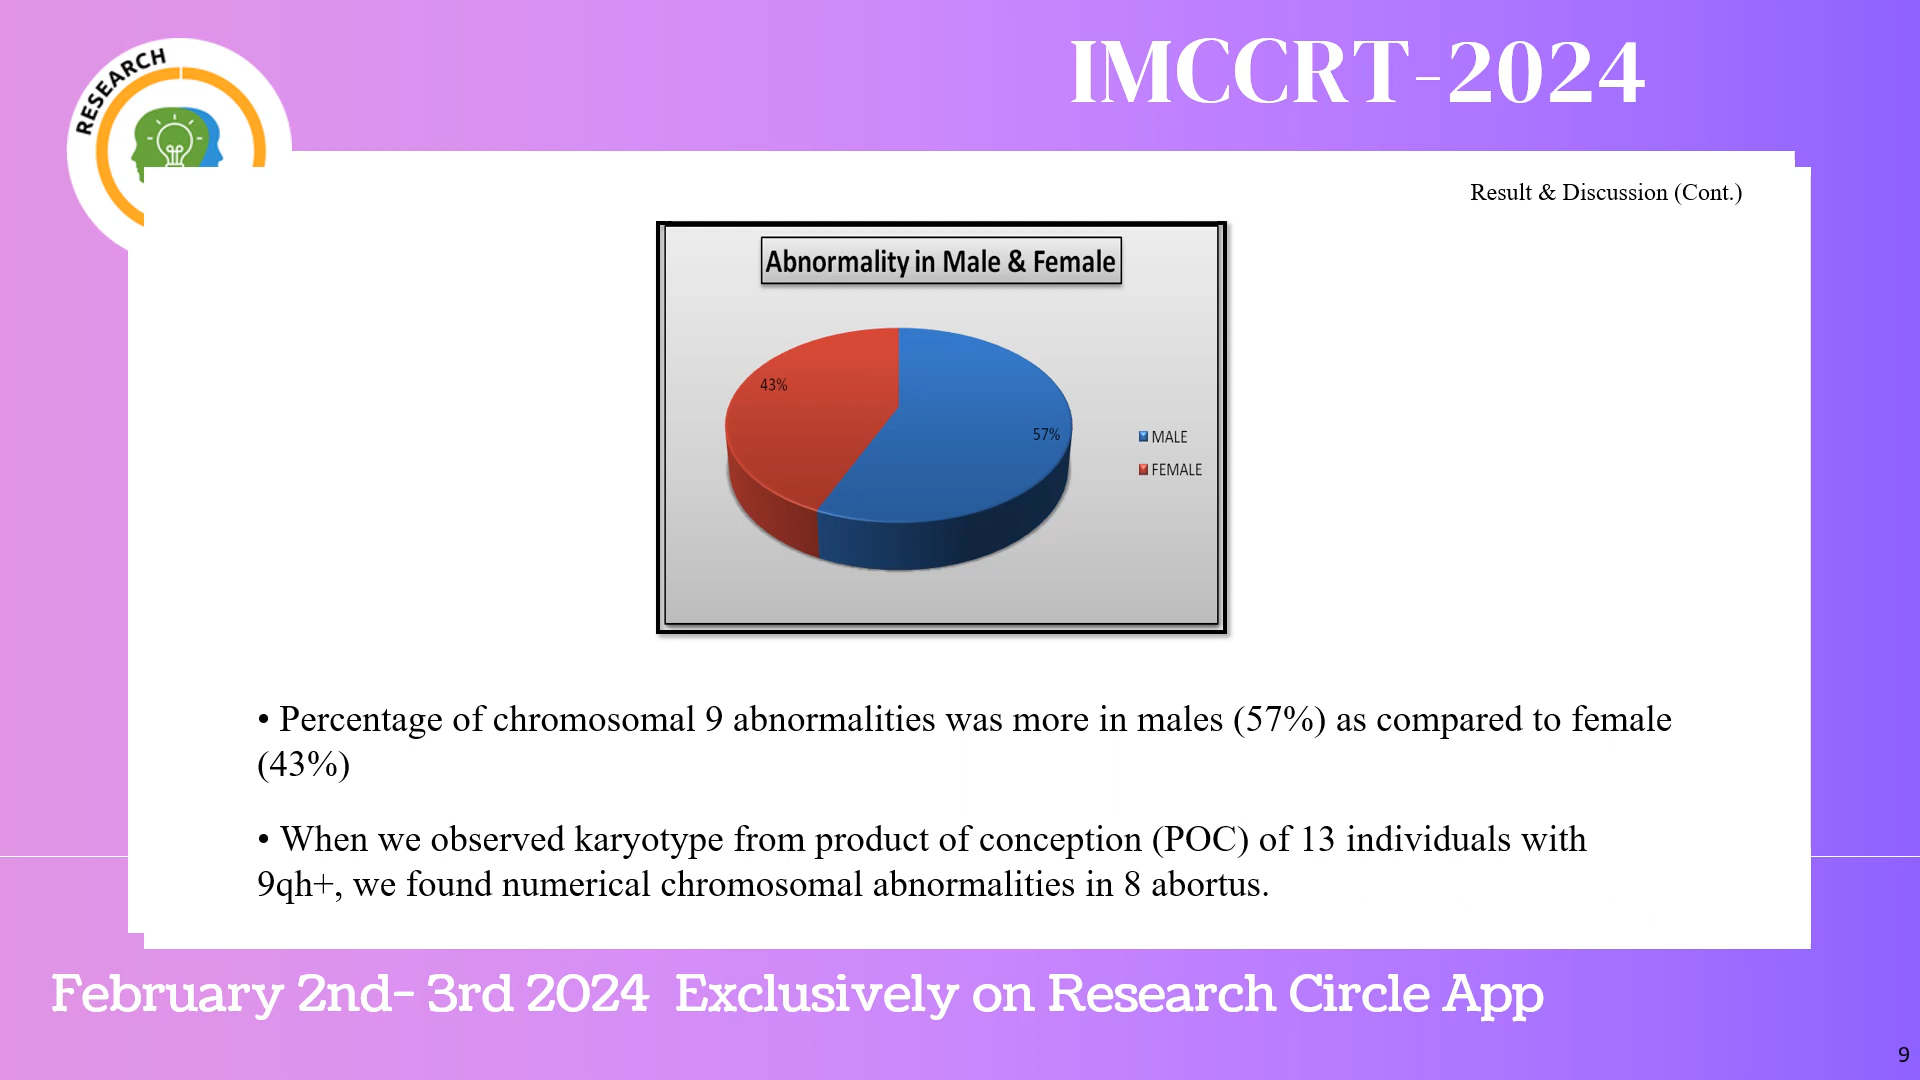 RESEARCH
IMCCRT-2024
Result & Discussion (Cont.)
Abnormality in Male & Female
43%
57%
MALE
FEMALE
• Percentage of chromosomal 9 abnormalities was more in males (57%) as compared to female
(43%)
• When we observed karyotype from product of conception (POC) of 13 individuals with
9qh+, we found numerical chromosomal abnormalities in 8 abortus.
February 2nd- 3rd 2024 Exclusively on Research Circle App
9